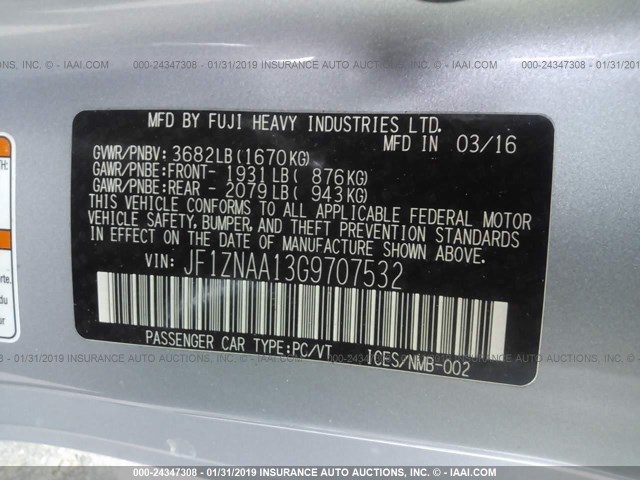 000-24347308 - 01/31/2019 INSURANCE AUTO AUCTIONS, INC. - IAAI.COM
MFD BY FUJI HEAVY INDUSTRIES LTD.
MFD IN 03/16
GVWR/PNBV: 3682LB(1670KG)
GAWR/PNBE:FRONT- 1931LB( 876KG)
GAWR/PNBE:REAR - 2079LB( 943KG)
THIS VEHICLE CONFORMS TO ALL APPLICABLE FEDERAL MOTOR
VEHICLE SAFETY, BUMPER, AND THEFT PREVENTION STANDARDS
IN EFFECT ON THE DATE OF MANUFACTURE SHOWN ABOVE.
VIN: JF1ZNAA13G9707532
PASSENGER CAR TYPE:PC/VT ICES/NMB-002
000-24347308 - 01/31/2019 INSURANCE AUTO AUCTIONS, INC. - IAAI.COM